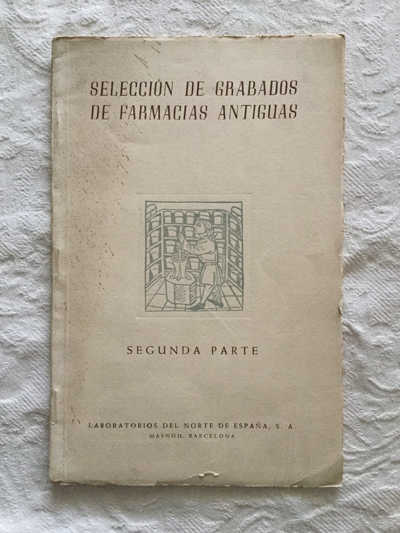 SELECCIÓN DE GRABADOS
DE FARMACIAS ANTIGUAS
SEGUNDA PARTE
LABORATORIOS DEL NORTE DE ESPAÑA, S. A.
MASNOU, BARCELONA